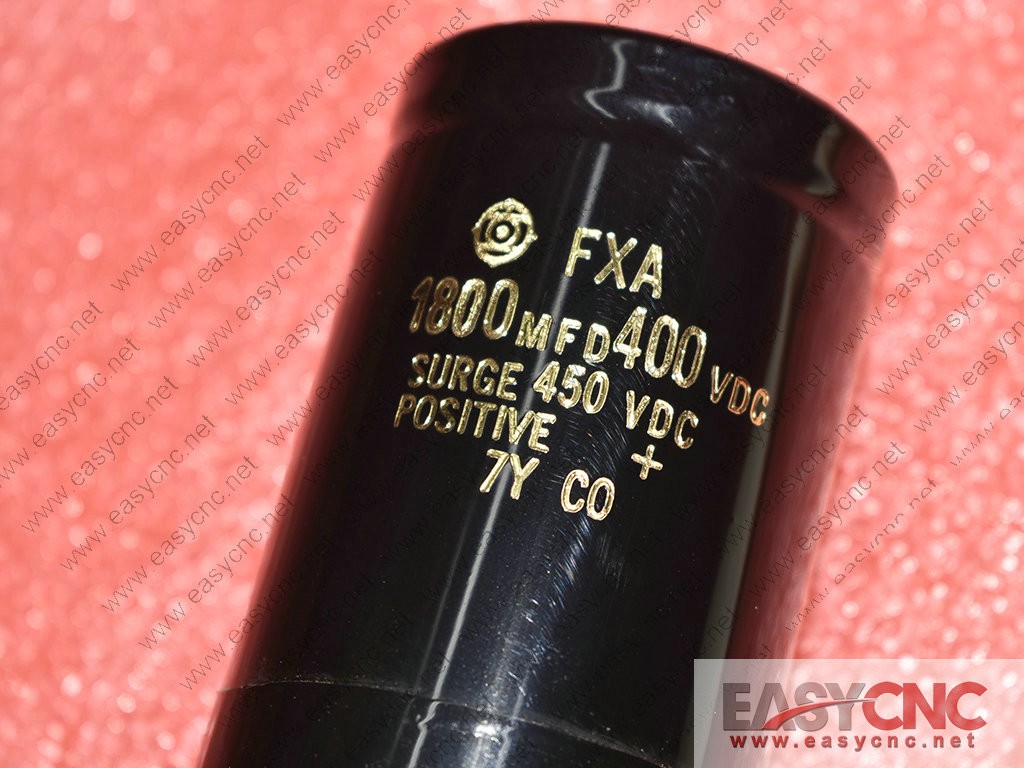 FXA
1800 MFD 400 VDC
SURGE 450 VDC
POSITIVE +
7Y CO
EASYCNC
www.easycnc.net